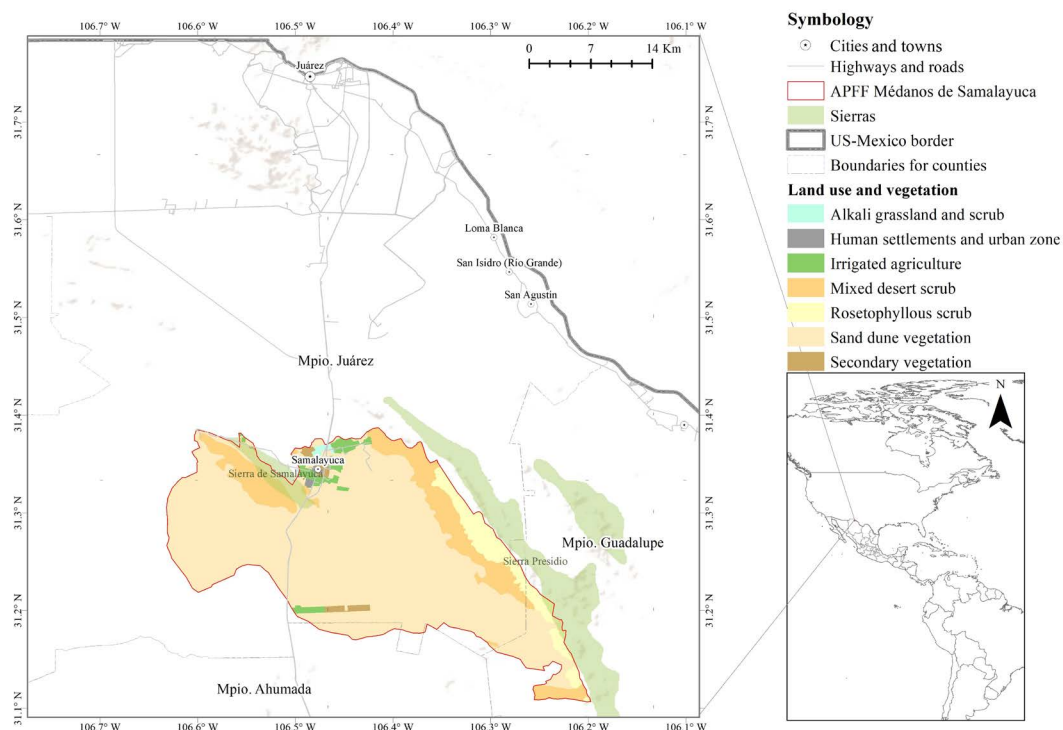 106.7° W 106.6° W 106.5° W 106.4° W 106.3° W 106.2° W 106.1° W
0 7 14 Km
Juárez
31.7° N
31.7° N
31.6° N
31.6° N
Loma Blanca
San Isidro (Río Grande)
San Agustín
31.5° N
31.5° N
Mpio. Juárez
31.4° N
31.4° N
Samalayuca
Sierra de Samalayuca
31.3° N
31.3° N
Mpio. Guadalupe
Sierra Presidio
31.2° N
31.2° N
Mpio. Ahumada
31.1° N
31.1° N
106.7° W 106.6° W 106.5° W 106.4° W 106.3° W 106.2° W 106.1° W
Symbology
Cities and towns
Highways and roads
APFF Médanos de Samalayuca
Sierras
US-Mexico border
Boundaries for counties
Land use and vegetation
Alkali grassland and scrub
Human settlements and urban zone
Irrigated agriculture
Mixed desert scrub
Rosetophyllous scrub
Sand dune vegetation
Secondary vegetation
N